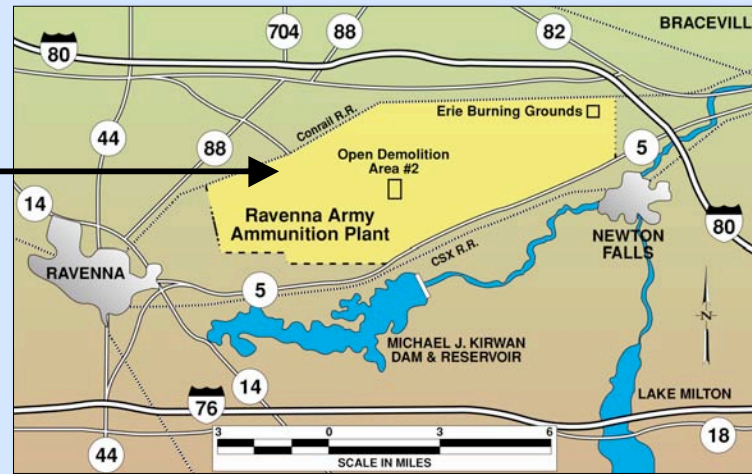 704
88
82
BRACEVILL
80
Conrail R.R.
Erie Burning Grounds
44
88
5
Open Demolition
Area #2
14
Ravenna Army
Ammunition Plant
CSX R.R.
NEWTON
FALLS
80
RAVENNA
5
N
MICHAEL J. KIRWAN
DAM & RESERVOIR
14
76
LAKE MILTON
44
18
3 0 3 6
SCALE IN MILES